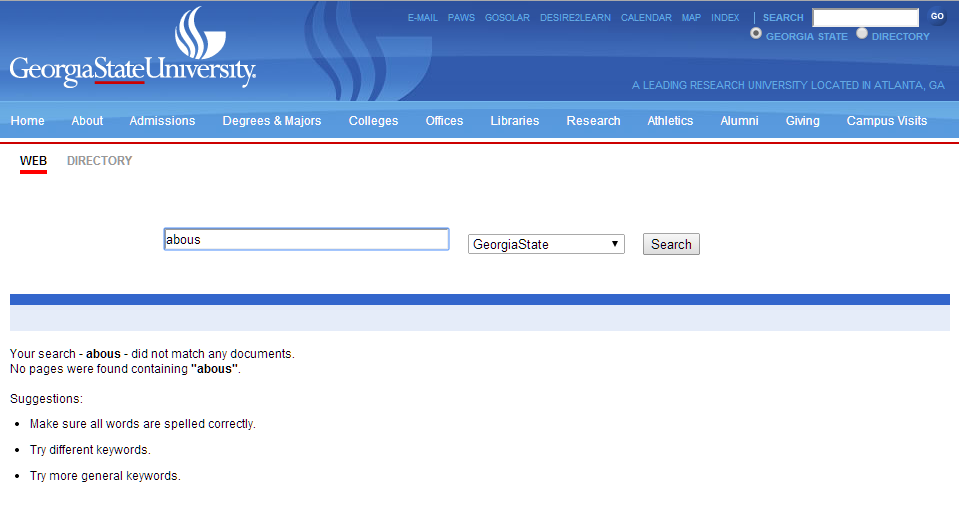 E-MAIL PAWS GOSOLAR DESIRE2LEARN CALENDAR MAP INDEX | SEARCH GO
GEORGIA STATE DIRECTORY
GeorgiaStateUniversity.
A LEADING RESEARCH UNIVERSITY LOCATED IN ATLANTA, GA
Home About Admissions Degrees & Majors Colleges Offices Libraries Research Athletics Alumni Giving Campus Visits
WEB DIRECTORY
abous GeorgiaState Search
Your search - abous - did not match any documents.
No pages were found containing "abous".
Suggestions:
• Make sure all words are spelled correctly.
• Try different keywords.
• Try more general keywords.